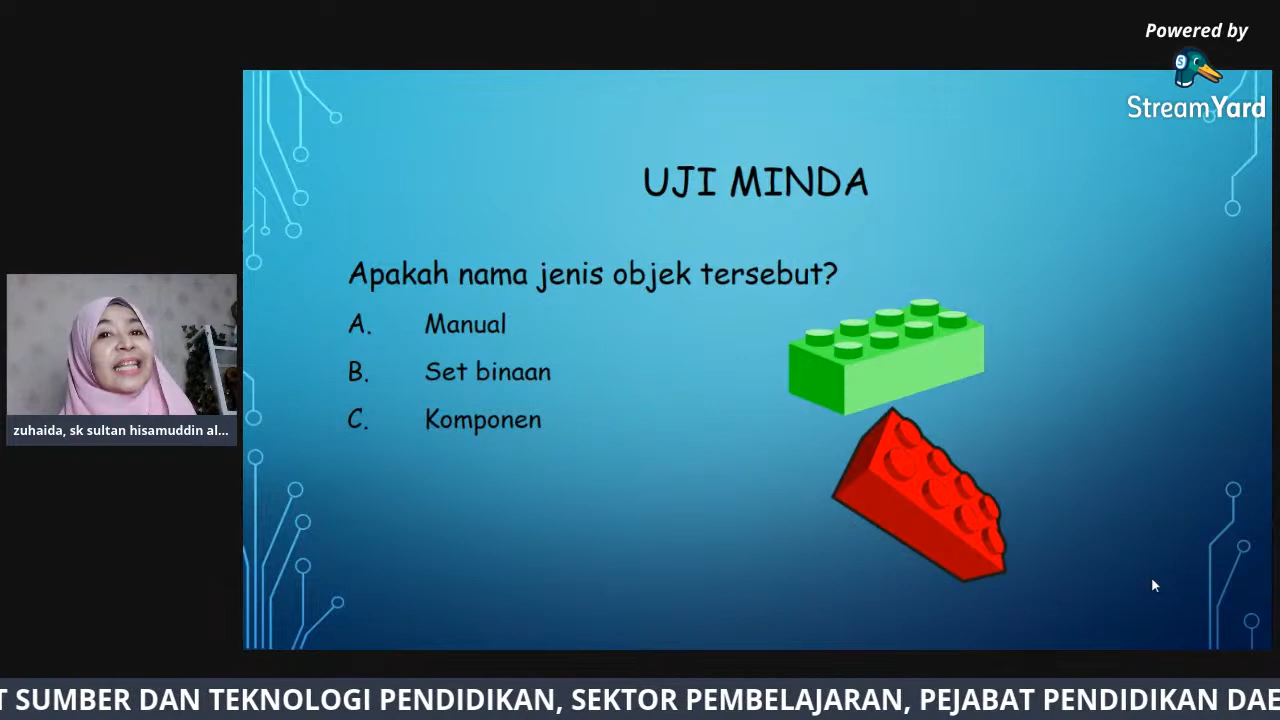 Powered by
StreamYard
UJI MINDA
Apakah nama jenis objek tersebut?
A. Manual
B. Set binaan
C. Komponen
zuhaida, sk sultan hisamuddin al...
T SUMBER DAN TEKNOLOGI PENDIDIKAN, SEKTOR PEMBELAJARAN, PEJABAT PENDIDIKAN DAE